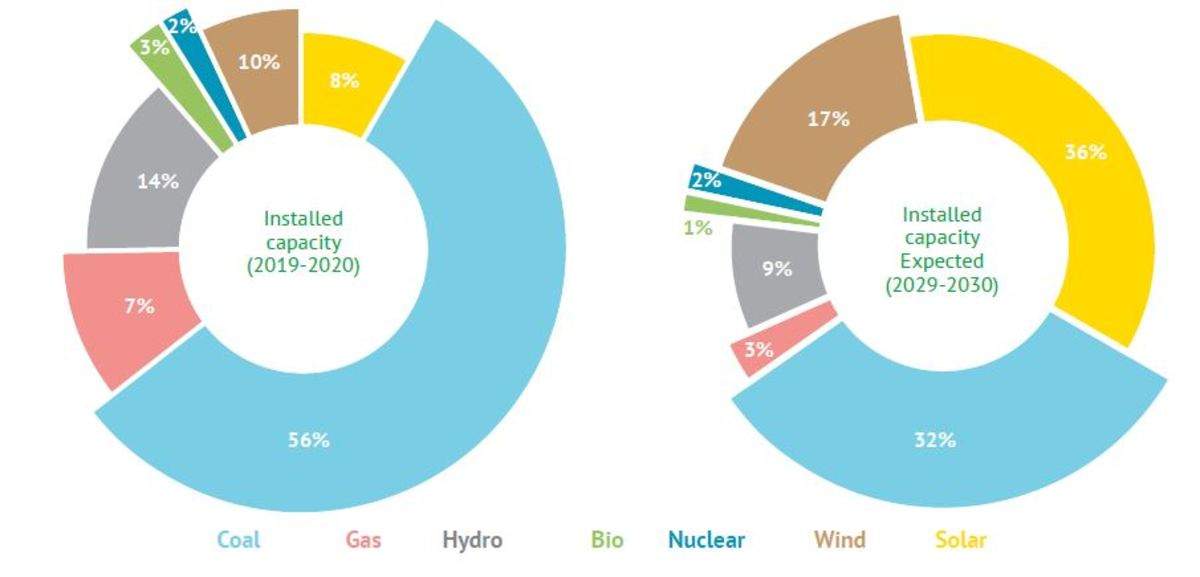 2%
3%
10%
8%
14%
Installed
capacity
(2019-2020)
7%
56%
17%
36%
2%
1%
Installed
capacity
Expected
(2029-2030)
9%
3%
32%
Coal Gas Hydro Bio Nuclear Wind Solar